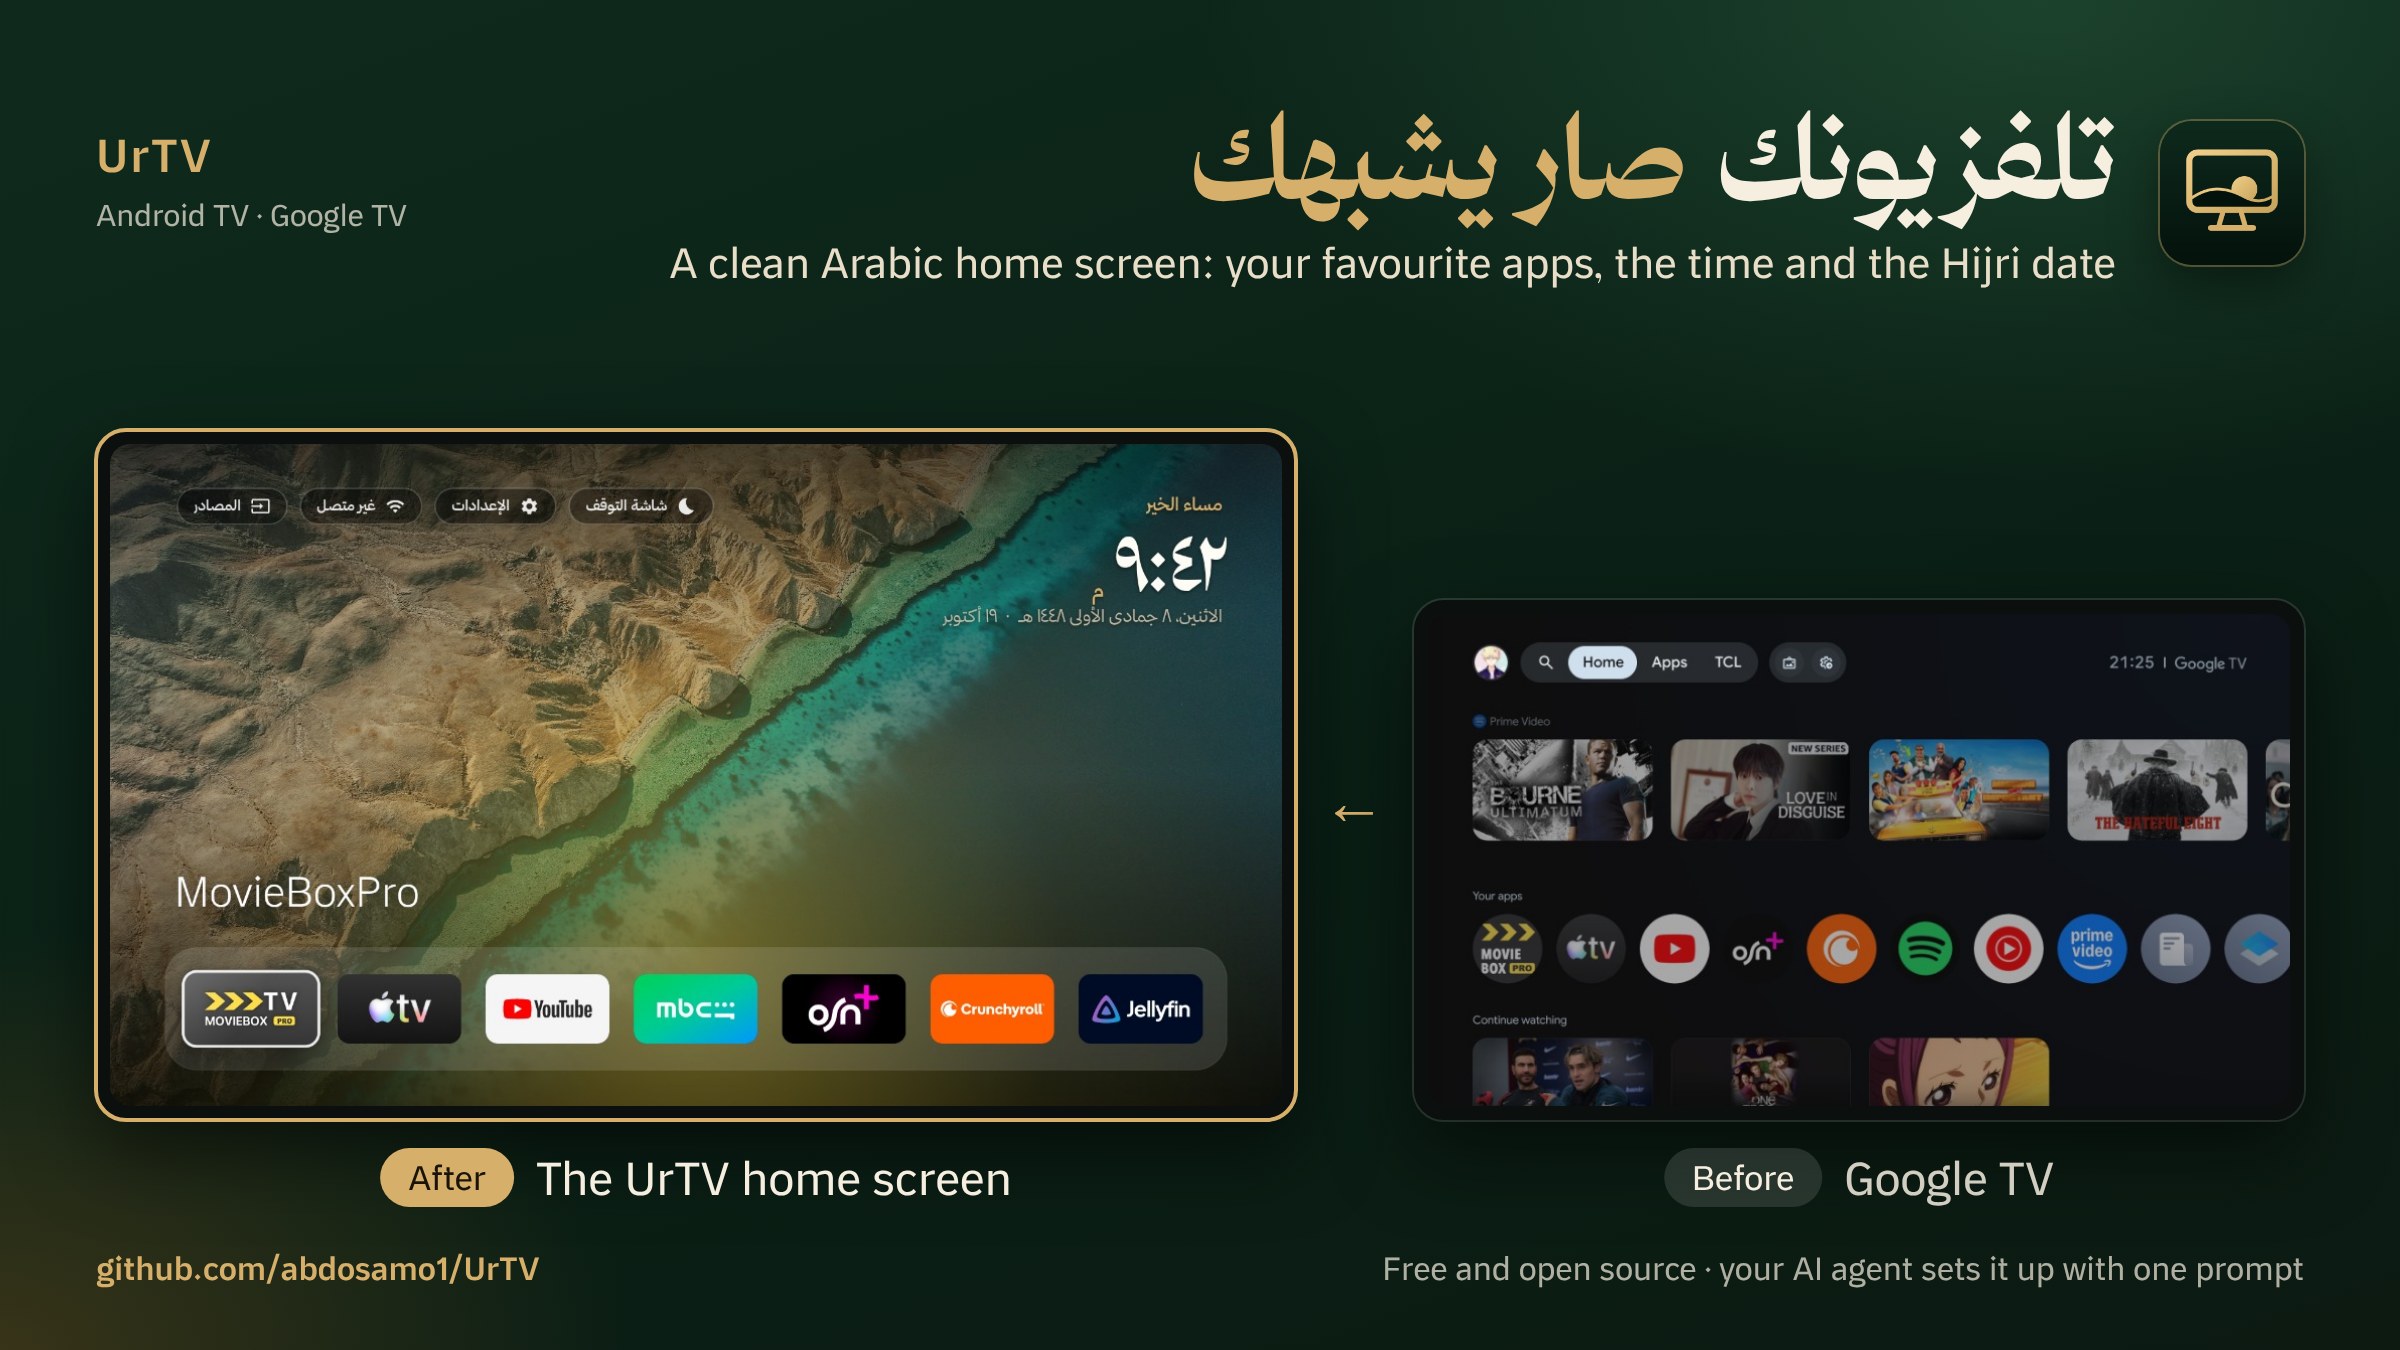 UrTV
Android TV · Google TV
تلفزيونك صار يشبهك
A clean Arabic home screen: your favourite apps, the time and the Hijri date
شاشة التوقف
الإعدادات
غير متصل
المصادر
مساء الخير
٩:٤٢ م
الاثنين، ٨ جمادى الأولى ١٤٤٨ هـ · ١٩ أكتوبر
MovieBoxPro
TV MOVIEBOX PRO
tv
YouTube
mbc
osn+
Crunchyroll
Jellyfin
←
Home
Apps
TCL
21:25 | Google TV
Prime Video
BOURNE ULTIMATUM
NEW SERIES
LOVE IN DISGUISE
THE HATEFUL EIGHT
Your apps
MOVIE BOX PRO
tv
osn+
prime video
Continue watching
ONE
After
The UrTV home screen
Before
Google TV
github.com/abdosamo1/UrTV
Free and open source · your AI agent sets it up with one prompt